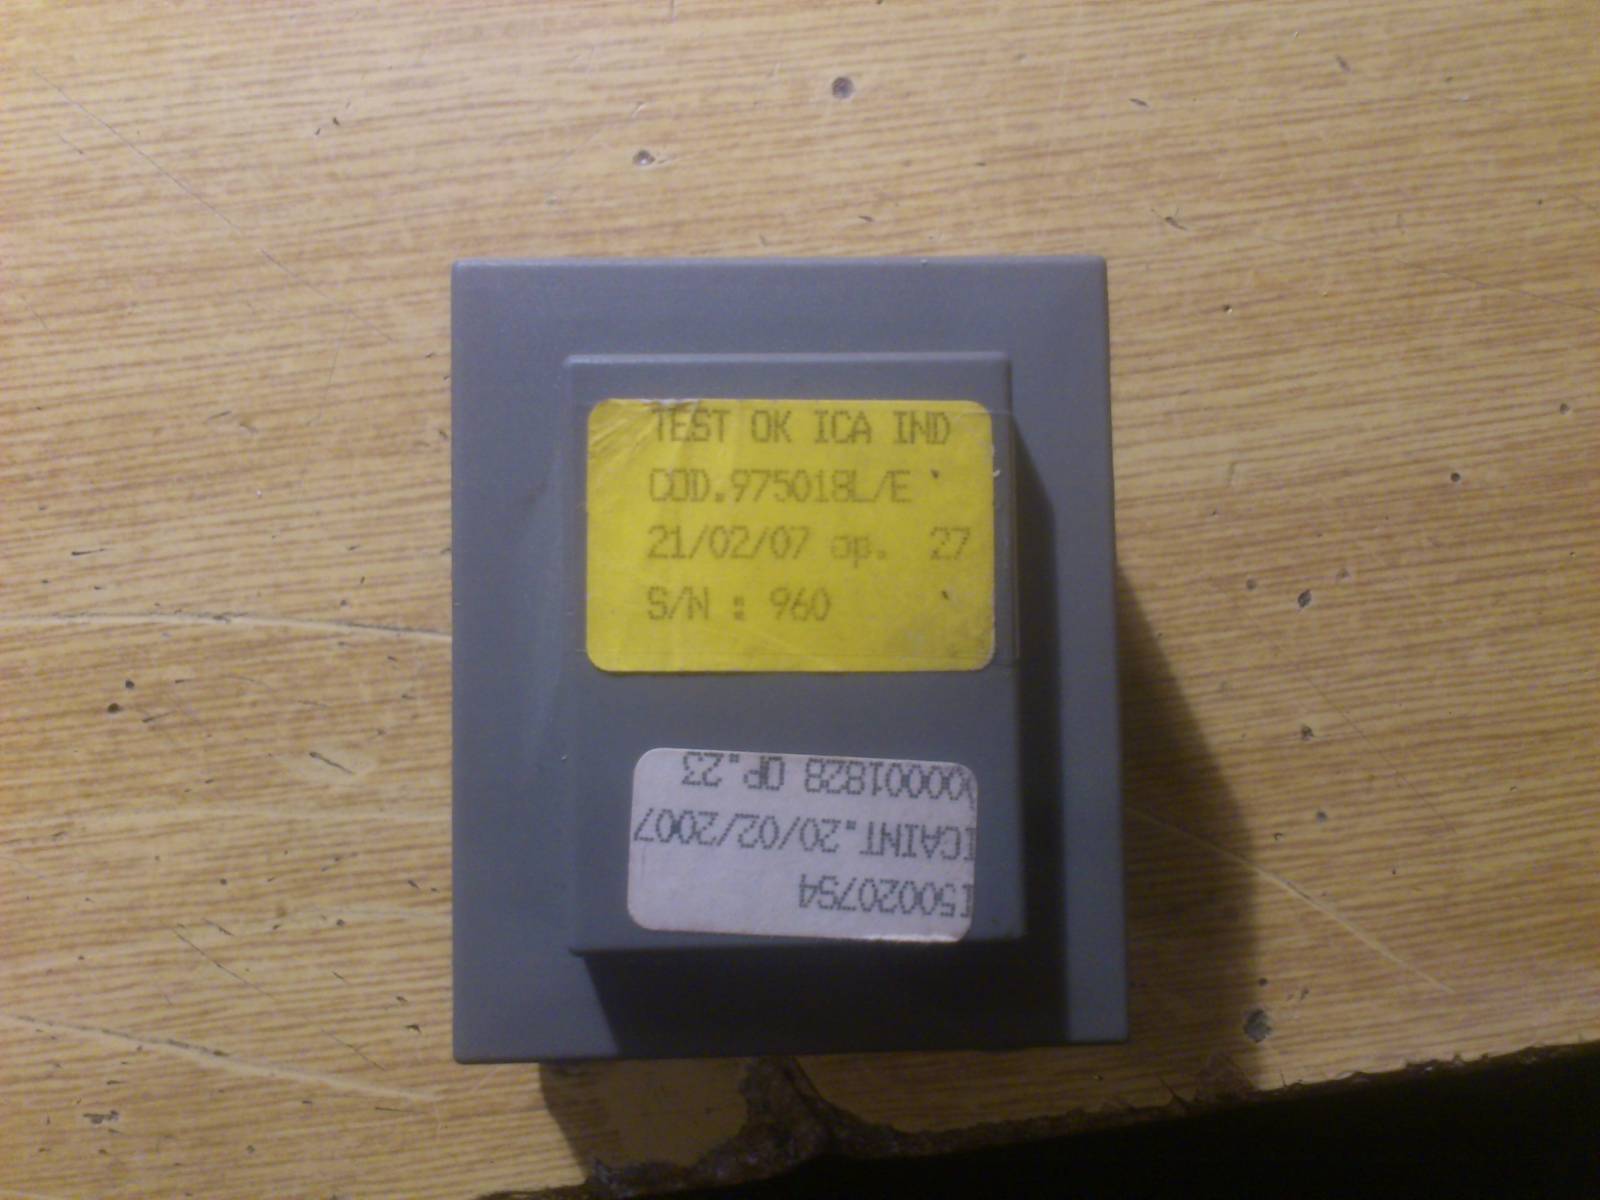 TEST OK ICA IND
COD.975018L/E
21/02/07 op. 27
S/N : 960
I5002079S4
ICAINT.20/02/2007
00001828 OP.23